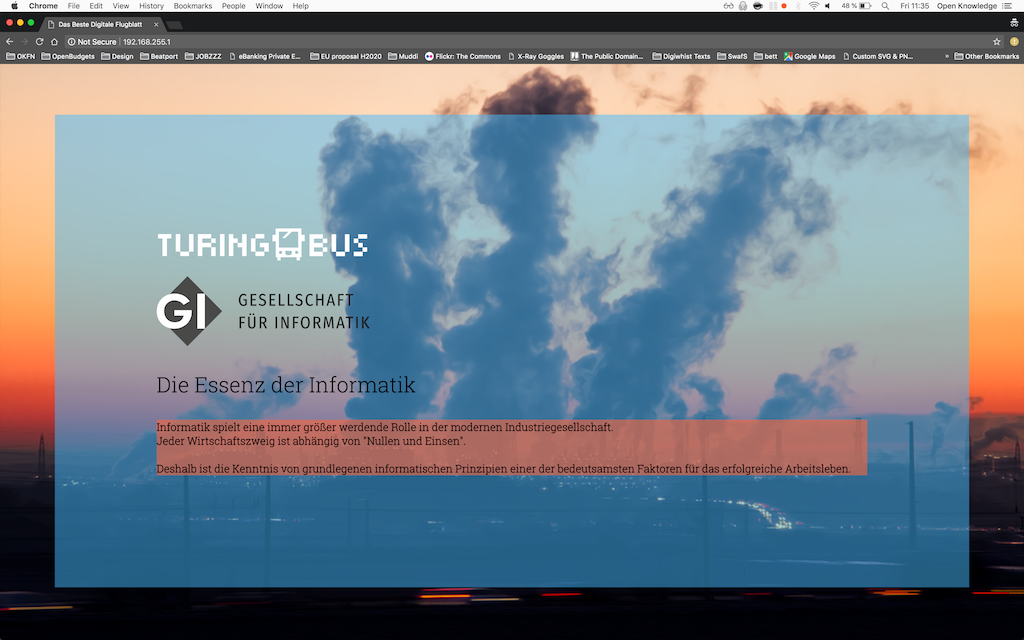 Chrome File Edit View History Bookmarks People Window Help 48 % Fri 11:35 Open Knowledge
Das Beste Digitale Flugblatt
Not Secure 192.168.255.1
OKFN OpenBudgets Design Beatport JOBZZZ eBanking Private E... EU proposal H2020 Muddl Flickr: The Commons X-Ray Goggles The Public Domain... Digiwhist Texts SwafS bett Google Maps Custom SVG & PN... » Other Bookmarks
TURING BUS
GI GESELLSCHAFT
FÜR INFORMATIK
Die Essenz der Informatik
Informatik spielt eine immer größer werdende Rolle in der modernen Industriegesellschaft.
Jeder Wirtschaftszweig ist abhängig von "Nullen und Einsen".
Deshalb ist die Kenntnis von grundlegenen informatischen Prinzipien einer der bedeutsamsten Faktoren für das erfolgreiche Arbeitsleben.